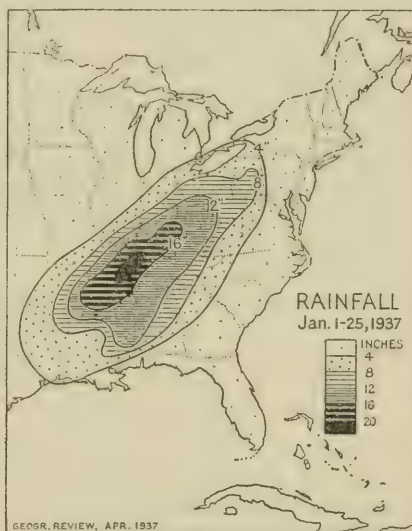 4"
8"
12"
16"
RAINFALL
Jan. 1-25, 1937
INCHES
4
8
12
16
20
GEOGR. REVIEW, APR. 1937